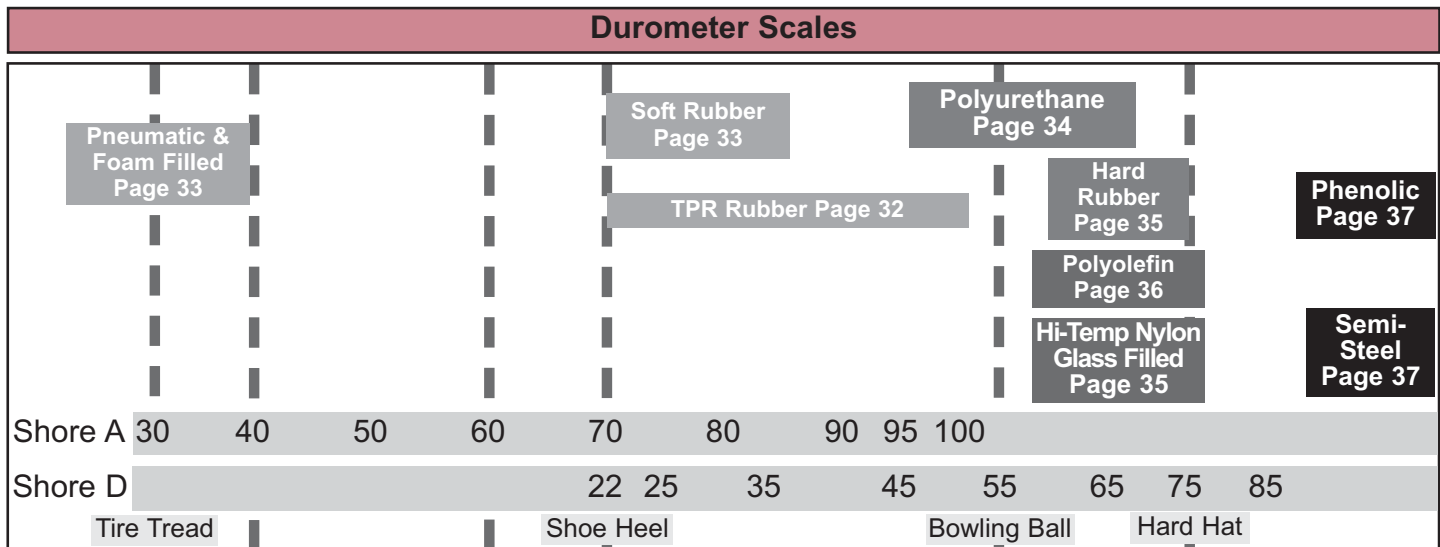 Durometer Scales
Pneumatic &
Foam Filled
Page 33
Soft Rubber
Page 33
Polyurethane
Page 34
TPR Rubber Page 32
Hard
Rubber
Page 35
Phenolic
Page 37
Polyolefin
Page 36
Hi-Temp Nylon
Glass Filled
Page 35
Semi-
Steel
Page 37
Shore A 30 40 50 60 70 80 90 95 100
Shore D 22 25 35 45 55 65 75 85
Tire Tread Shoe Heel Bowling Ball Hard Hat